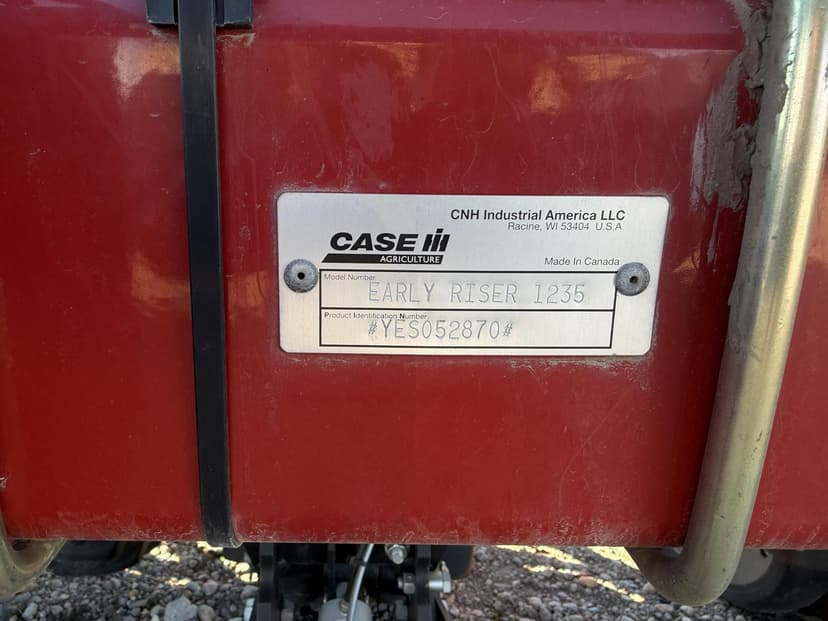 CNH Industrial America LLC
Racine, WI 53404 U.S.A
CASE IH
AGRICULTURE
Made In Canada
Model Number
EARLY RISER 1235
Product Identification Number
#YES052870#